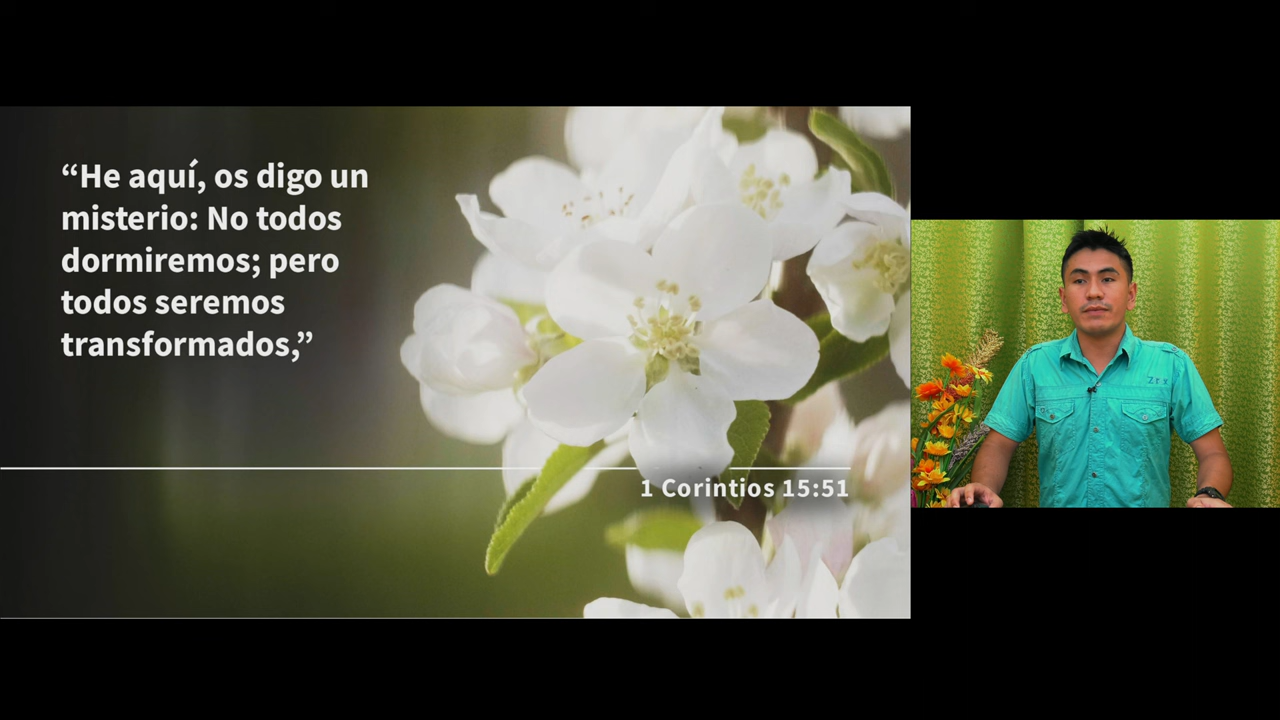 “He aquí, os digo un
misterio: No todos
dormiremos; pero
todos seremos
transformados,”
1 Corintios 15:51